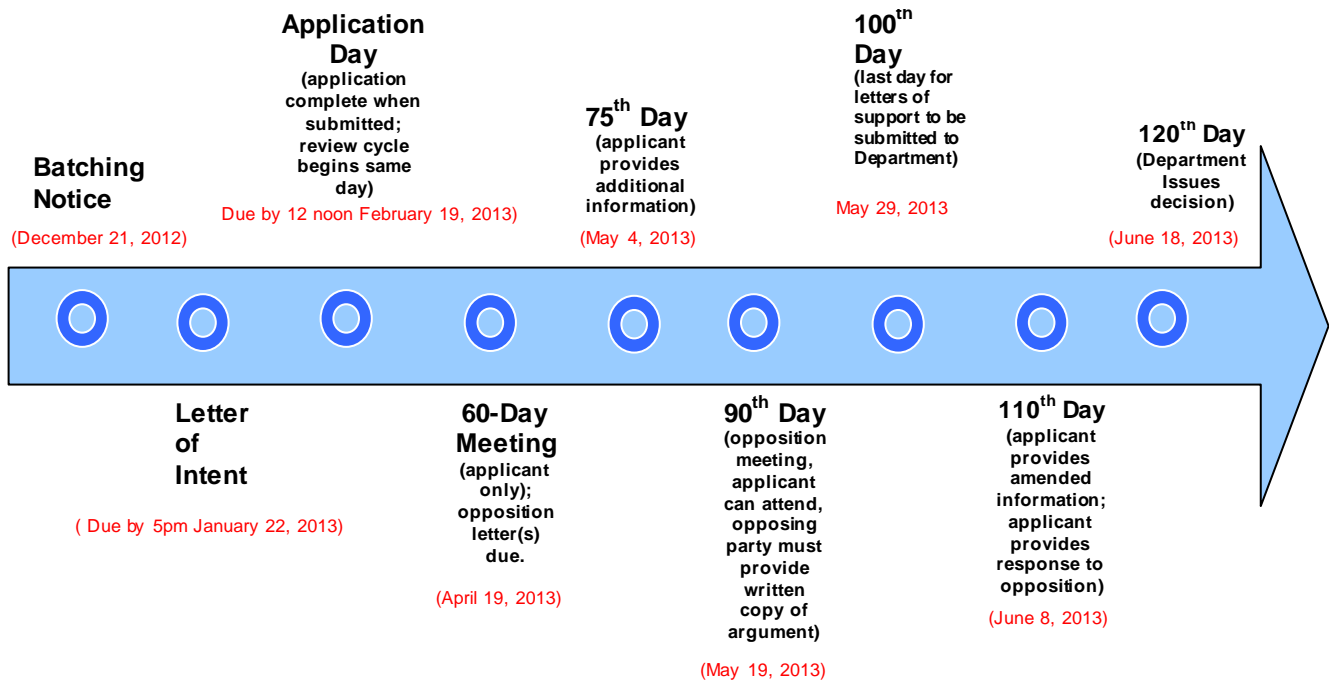 Batching
Notice
(December 21, 2012)
Letter
of
Intent
( Due by 5pm January 22, 2013)
Application
Day
(application
complete when
submitted;
review cycle
begins same
day)
Due by 12 noon February 19, 2013)
60-Day
Meeting
(applicant
only);
opposition
letter(s)
due.
(April 19, 2013)
75th Day
(applicant
provides
additional
information)
(May 4, 2013)
90th Day
(opposition
meeting,
applicant
can attend,
opposing
party must
provide
written
copy of
argument)
(May 19, 2013)
100th
Day
(last day for
letters of
support to be
submitted to
Department)
May 29, 2013
110th Day
(applicant
provides
amended
information;
applicant
provides
response to
opposition)
(June 8, 2013)
120th Day
(Department
Issues
decision)
(June 18, 2013)